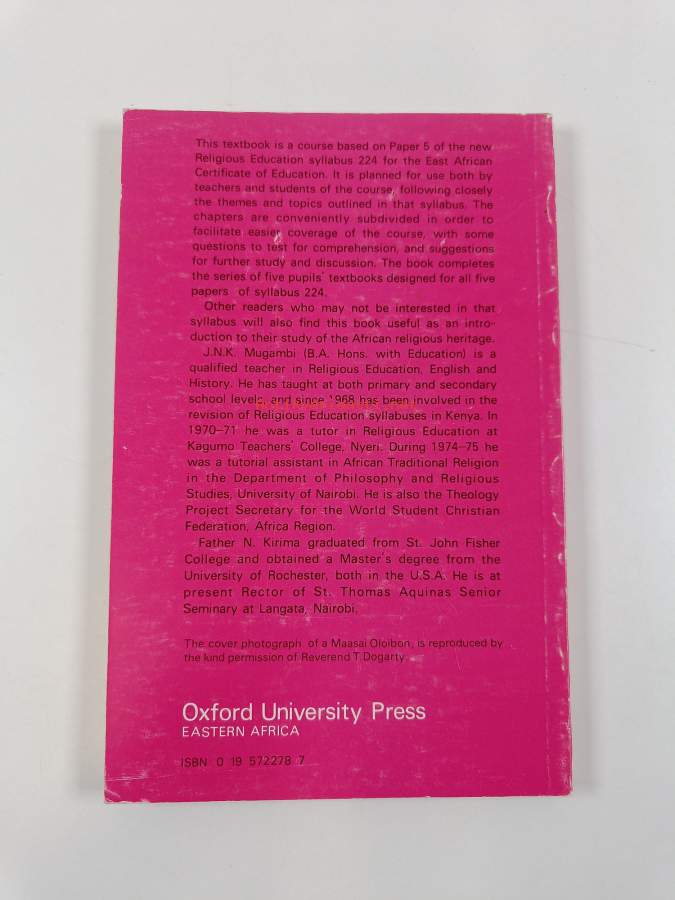 This textbook is a course based on Paper 5 of the new
Religious Education syllabus 224 for the East African
Certificate of Education. It is planned for use both by
teachers and students of the course, following closely
the themes and topics outlined in that syllabus. The
chapters are conveniently subdivided in order to
facilitate easier coverage of the course, with some
questions to test for comprehension, and suggestions
for further study and discussion. The book completes
the series of five pupils' textbooks designed for all five
papers of syllabus 224.
Other readers who may not be interested in that
syllabus will also find this book useful as an intro-
duction to their study of the African religious heritage.
J.N.K. Mugambi (B.A. Hons. with Education) is a
qualified teacher in Religious Education, English and
History. He has taught at both primary and secondary
school levels, and since 1968 has been involved in the
revision of Religious Education syllabuses in Kenya. In
1970–71 he was a tutor in Religious Education at
Kagumo Teachers' College, Nyeri. During 1974–75 he
was a tutorial assistant in African Traditional Religion
in the Department of Philosophy and Religious
Studies, University of Nairobi. He is also the Theology
Project Secretary for the World Student Christian
Federation, Africa Region.
Father N. Kirima graduated from St. John Fisher
College and obtained a Master's degree from the
University of Rochester, both in the U.S.A. He is at
present Rector of St. Thomas Aquinas Senior
Seminary at Langata, Nairobi.
The cover photograph of a Maasai Oloibon, is reproduced by
the kind permission of Reverend T. Dogarty.
Oxford University Press
EASTERN AFRICA
ISBN 0 19 572278 7